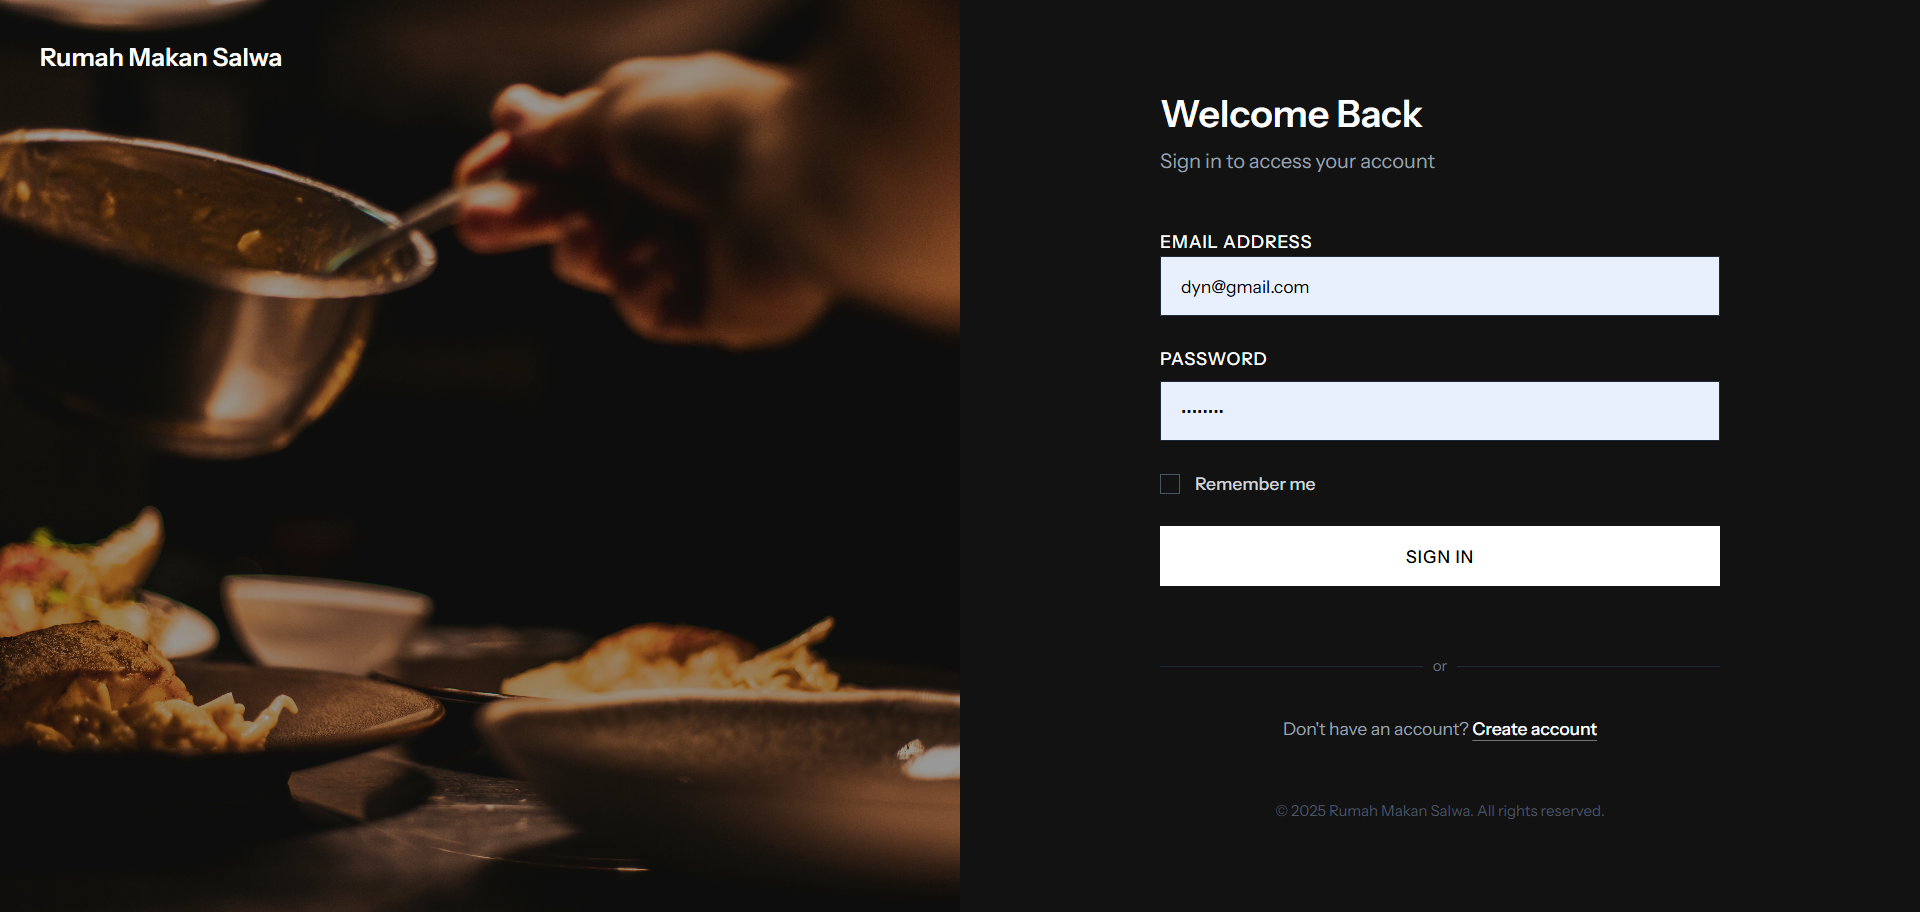 Rumah Makan Salwa
Welcome Back
Sign in to access your account
EMAIL ADDRESS
dyn@gmail.com
PASSWORD
••••••••
Remember me
SIGN IN
or
Don't have an account? Create account
© 2025 Rumah Makan Salwa. All rights reserved.